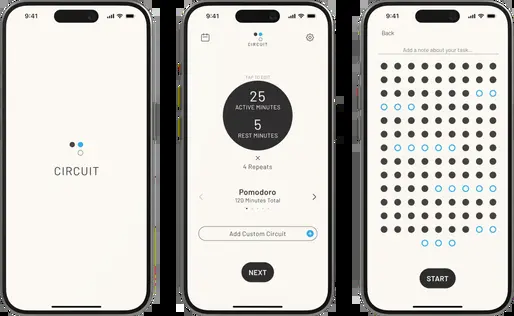 9:41
CIRCUIT
9:41
CIRCUIT
TAP TO EDIT
25
ACTIVE MINUTES
5
REST MINUTES
×
4 Repeats
Pomodoro
120 Minutes Total
Add Custom Circuit
NEXT
9:41
Back
Add a note about your task...
START